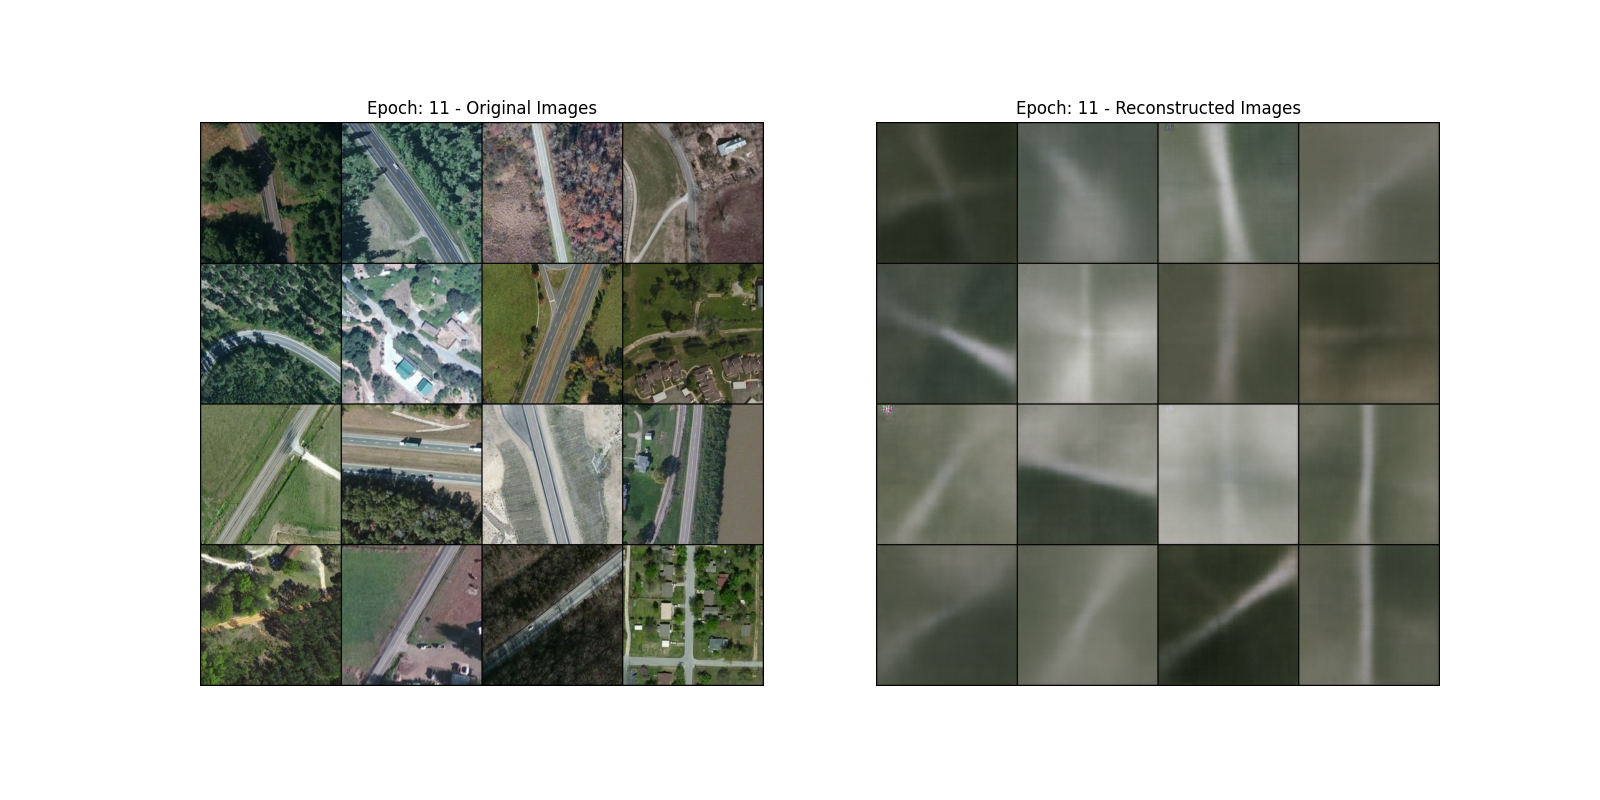 Epoch: 11 - Original Images
Epoch: 11 - Reconstructed Images